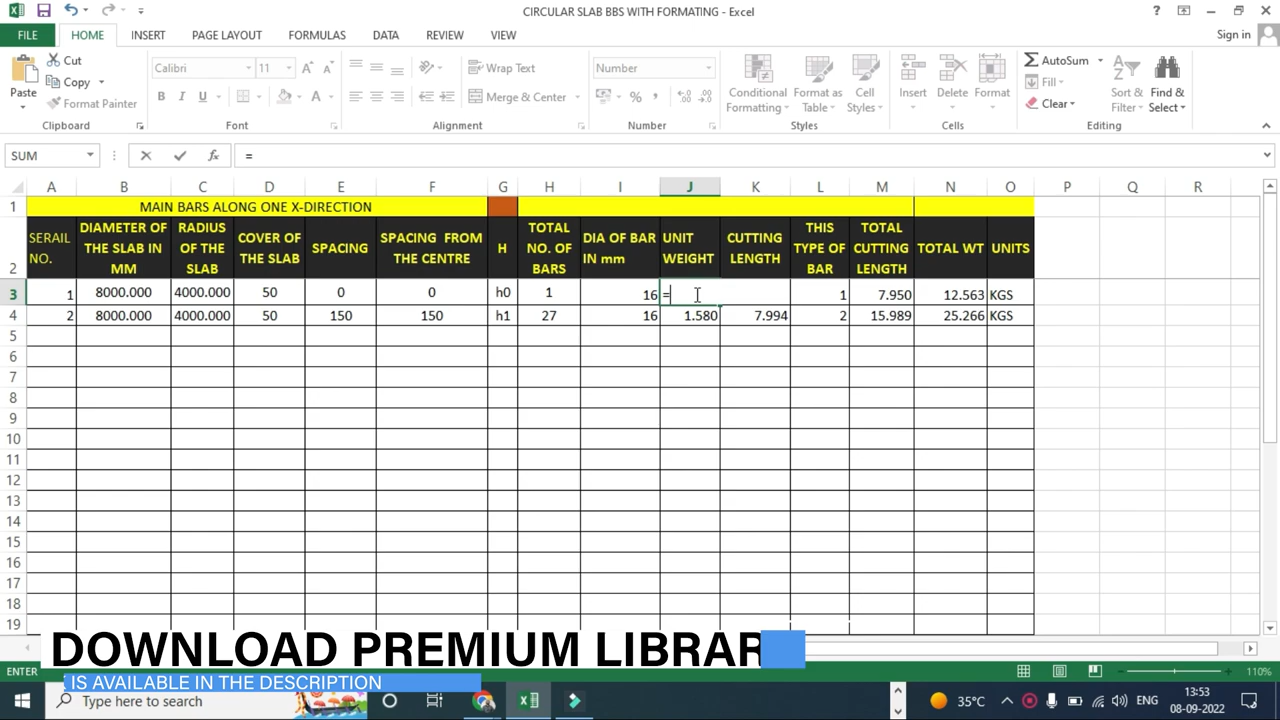 CIRCULAR SLAB BBS WITH FORMATING - Excel
?
FILE HOME INSERT PAGE LAYOUT FORMULAS DATA REVIEW VIEW Sign in
Paste Cut Copy Format Painter Clipboard
Calibri 11 B I U A Font
Wrap Text Merge & Center Alignment
Number % Number
Conditional Formatting Format as Table Cell Styles Styles
Insert Delete Format Cells
AutoSum Fill Clear Sort & Filter Find & Select Editing
SUM fx =
A B C D E F G H I J K L M N O P Q R
1 MAIN BARS ALONG ONE X-DIRECTION
2 SERAIL NO. DIAMETER OF THE SLAB IN MM RADIUS OF THE SLAB COVER OF THE SLAB SPACING SPACING FROM THE CENTRE H TOTAL NO. OF BARS DIA OF BAR IN mm UNIT WEIGHT CUTTING LENGTH THIS TYPE OF BAR TOTAL CUTTING LENGTH TOTAL WT UNITS
3 1 8000.000 4000.000 50 0 0 h0 1 16 = 1 7.950 12.563 KGS
4 2 8000.000 4000.000 50 150 150 h1 27 16 1.580 7.994 2 15.989 25.266 KGS
5
6
7
8
9
10
11
12
13
14
15
16
17
18
19
DOWNLOAD PREMIUM LIBRAR
IS AVAILABLE IN THE DESCRIPTION
ENTER 110%
Type here to search 35°C ENG 13:53
08-09-2022